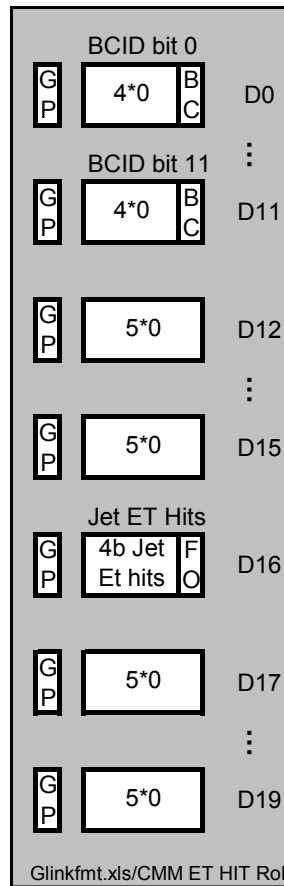 BCID bit 0
G P 4*0 B C D0
...
BCID bit 11
G P 4*0 B C D11
G P 5*0 D12
...
G P 5*0 D15
Jet ET Hits
G P 4b Jet Et hits F O D16
G P 5*0 D17
...
G P 5*0 D19
Glinkfmt.xls/CMM ET HIT RoI